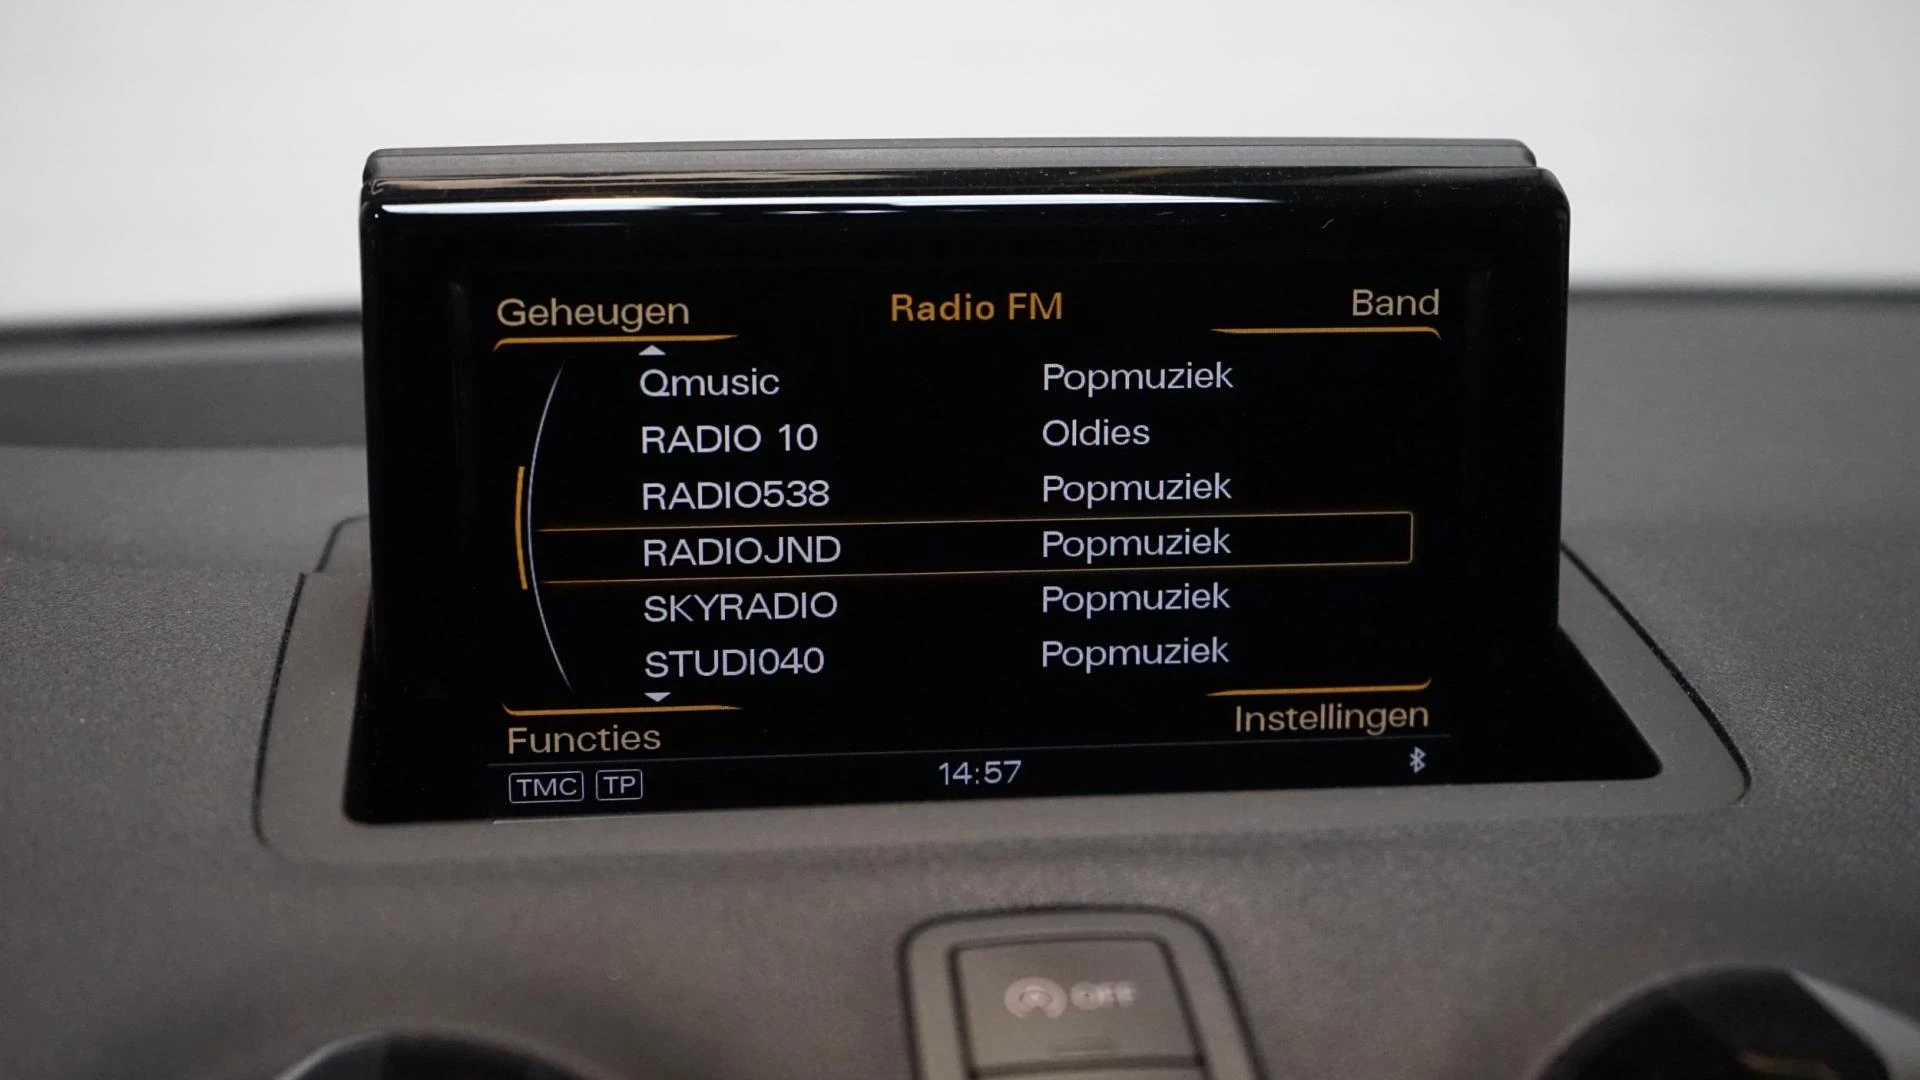 Geheugen Radio FM Band
Qmusic Popmuziek
RADIO 10 Oldies
RADIO538 Popmuziek
RADIOJND Popmuziek
SKYRADIO Popmuziek
STUDIO40 Popmuziek
Functies Instellingen
TMC TP 14:57
OFF